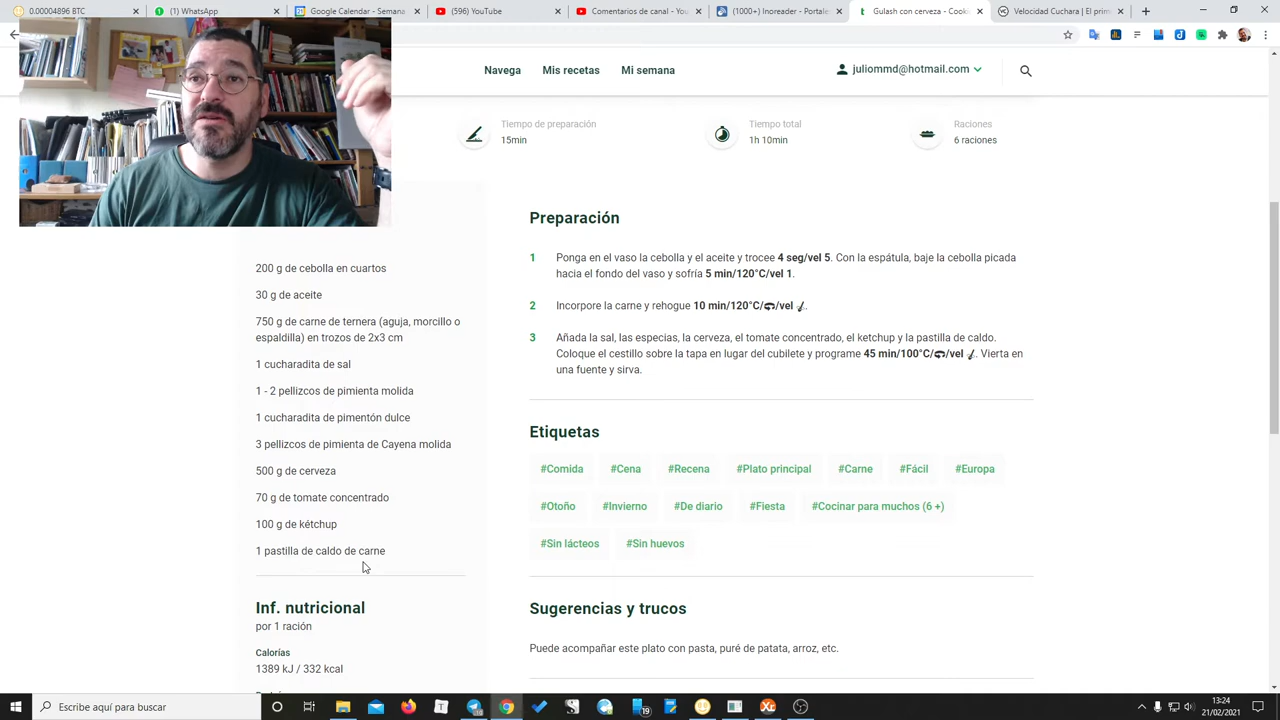 0.00004896 BTC
(1) WhatsApp
Calendario - Semana
(596) YouTube
Comentarios de canal - You
(200+) Inoreader - Portada
Gulash con cerveza - Cook
Velocidad Cuchara | El prim
Navega
Mis recetas
Mi semana
juliommd@hotmail.com
Tiempo de preparación
15min
Tiempo total
1h 10min
Raciones
6 raciones
200 g de cebolla en cuartos
30 g de aceite
750 g de carne de ternera (aguja, morcillo o
espaldilla) en trozos de 2x3 cm
1 cucharadita de sal
1 - 2 pellizcos de pimienta molida
1 cucharadita de pimentón dulce
3 pellizcos de pimienta de Cayena molida
500 g de cerveza
70 g de tomate concentrado
100 g de kétchup
1 pastilla de caldo de carne
Inf. nutricional
por 1 ración
Calorías
1389 kJ / 332 kcal
Preparación
1 Ponga en el vaso la cebolla y el aceite y trocee 4 seg/vel 5. Con la espátula, baje la cebolla picada
hacia el fondo del vaso y sofría 5 min/120°C/vel 1.
2 Incorpore la carne y rehogue 10 min/120°C/ /vel .
3 Añada la sal, las especias, la cerveza, el tomate concentrado, el ketchup y la pastilla de caldo.
Coloque el cestillo sobre la tapa en lugar del cubilete y programe 45 min/100°C/ /vel . Vierta en
una fuente y sirva.
Etiquetas
#Comida #Cena #Recena #Plato principal #Carne #Fácil #Europa
#Otoño #Invierno #De diario #Fiesta #Cocinar para muchos (6 +)
#Sin lácteos #Sin huevos
Sugerencias y trucos
Puede acompañar este plato con pasta, puré de patata, arroz, etc.
Escribe aquí para buscar
19
13:24
21/02/2021